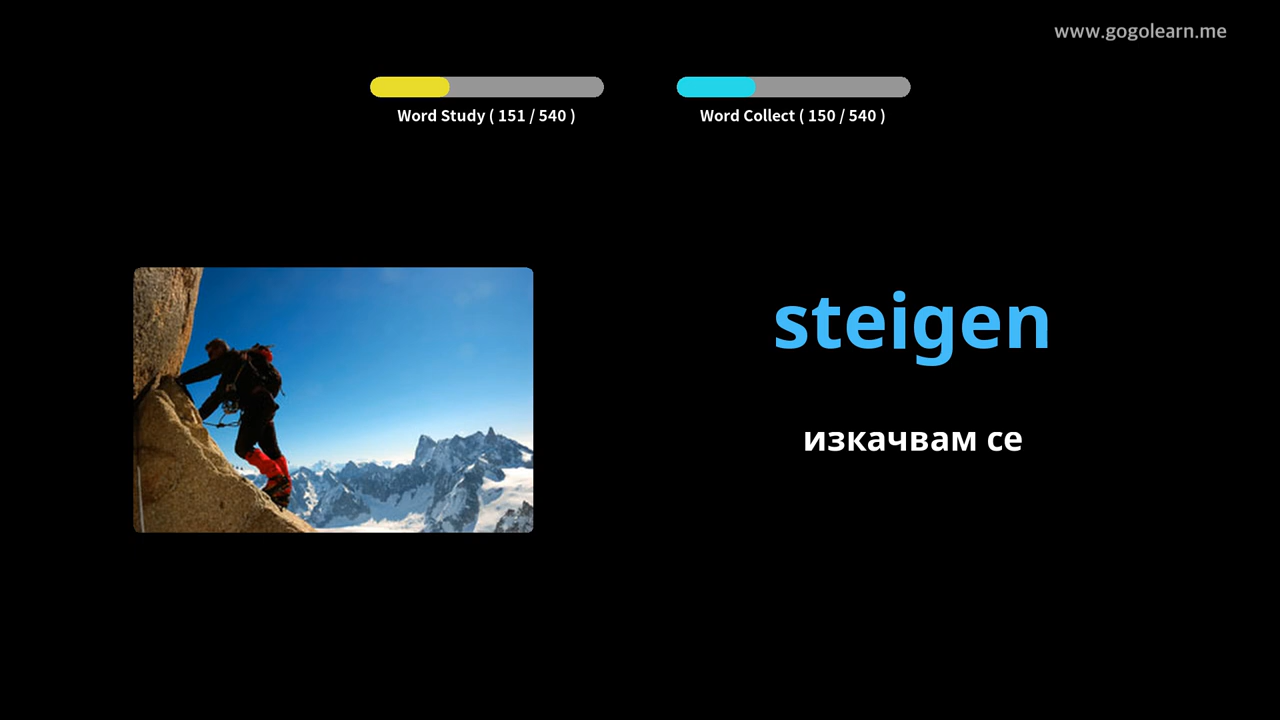 www.gogolearn.me
Word Study ( 151 / 540 )
Word Collect ( 150 / 540 )
steigen
изкачвам се